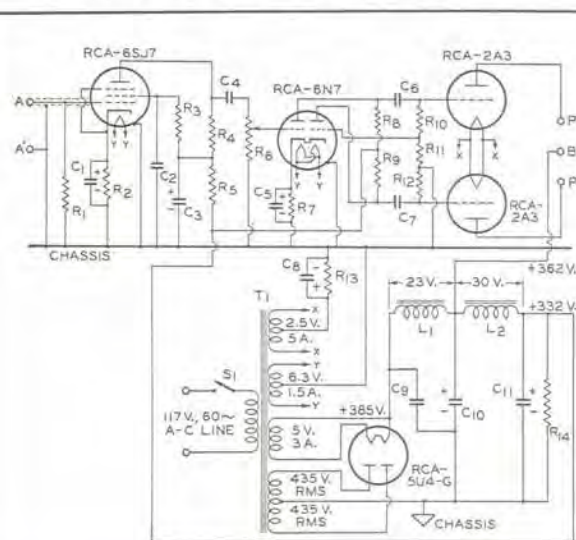 RCA-6SJ7
RCA-2A3
RCA-6N7
A
A'
C4
C6
R3
R4
R5
R6
R8
R9
R10
R11
R12
P
B
P
Y Y
Y Y
X X
C1
R2
C2
C3
C5
R7
C7
R1
RCA-
2A3
CHASSIS
C8
R13
T1
X
2.5 V.
5 A.
X
Y
6.3 V.
1.5 A.
Y
23 V.
30 V.
+362 V.
+332 V.
L1
L2
S1
117 V., 60~
A-C LINE
+385 V.
5 V.
3 A.
C9
C10
C11
R14
RCA-
5U4-G
435 V.
RMS
435 V.
RMS
CHASSIS